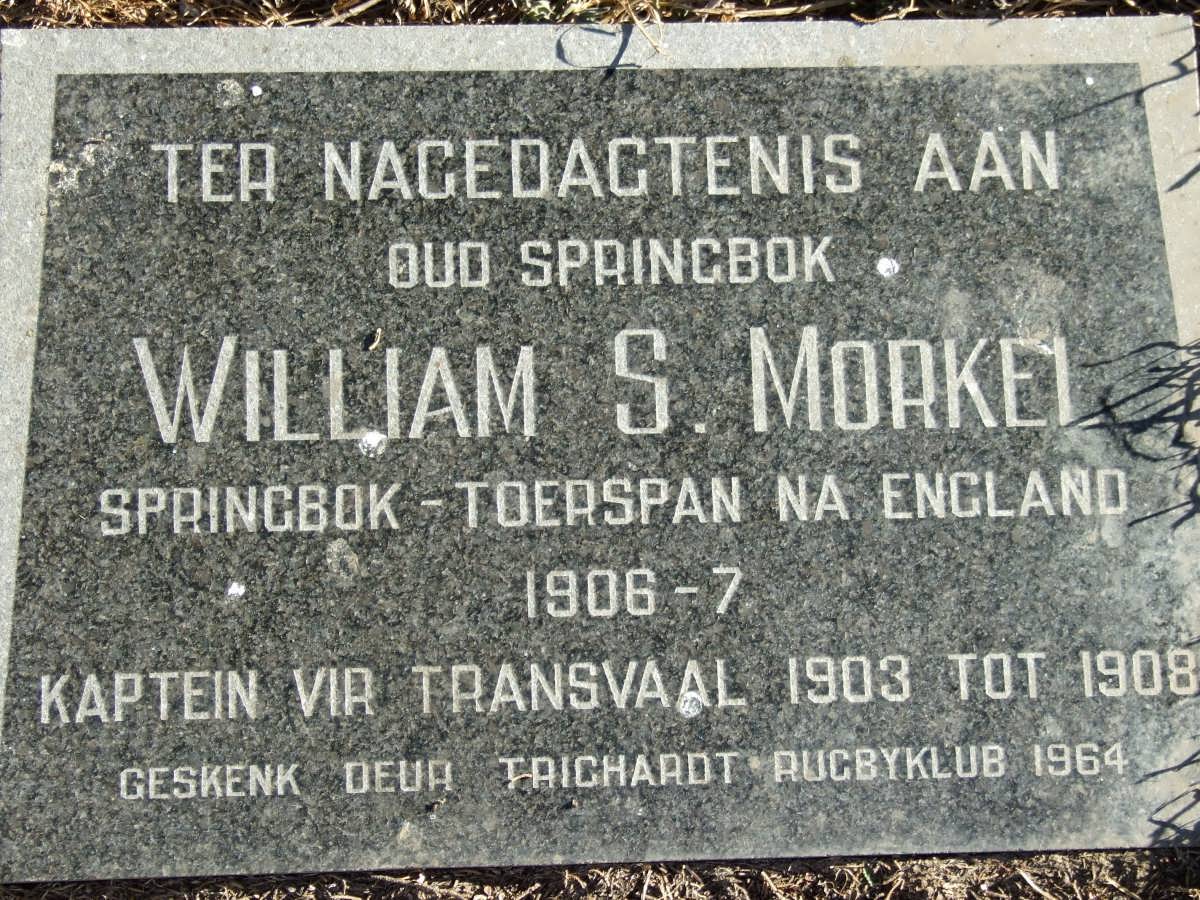 TER NAGEDAGTENIS AAN
OUD SPRINGBOK
WILLIAM S. MORKEL
SPRINGBOK - TOERSPAN NA ENGLAND
1906 - 7
KAPTEIN VIR TRANSVAAL 1903 TOT 1908
GESKENK DEUR TRICHARDT RUGBYKLUB 1964